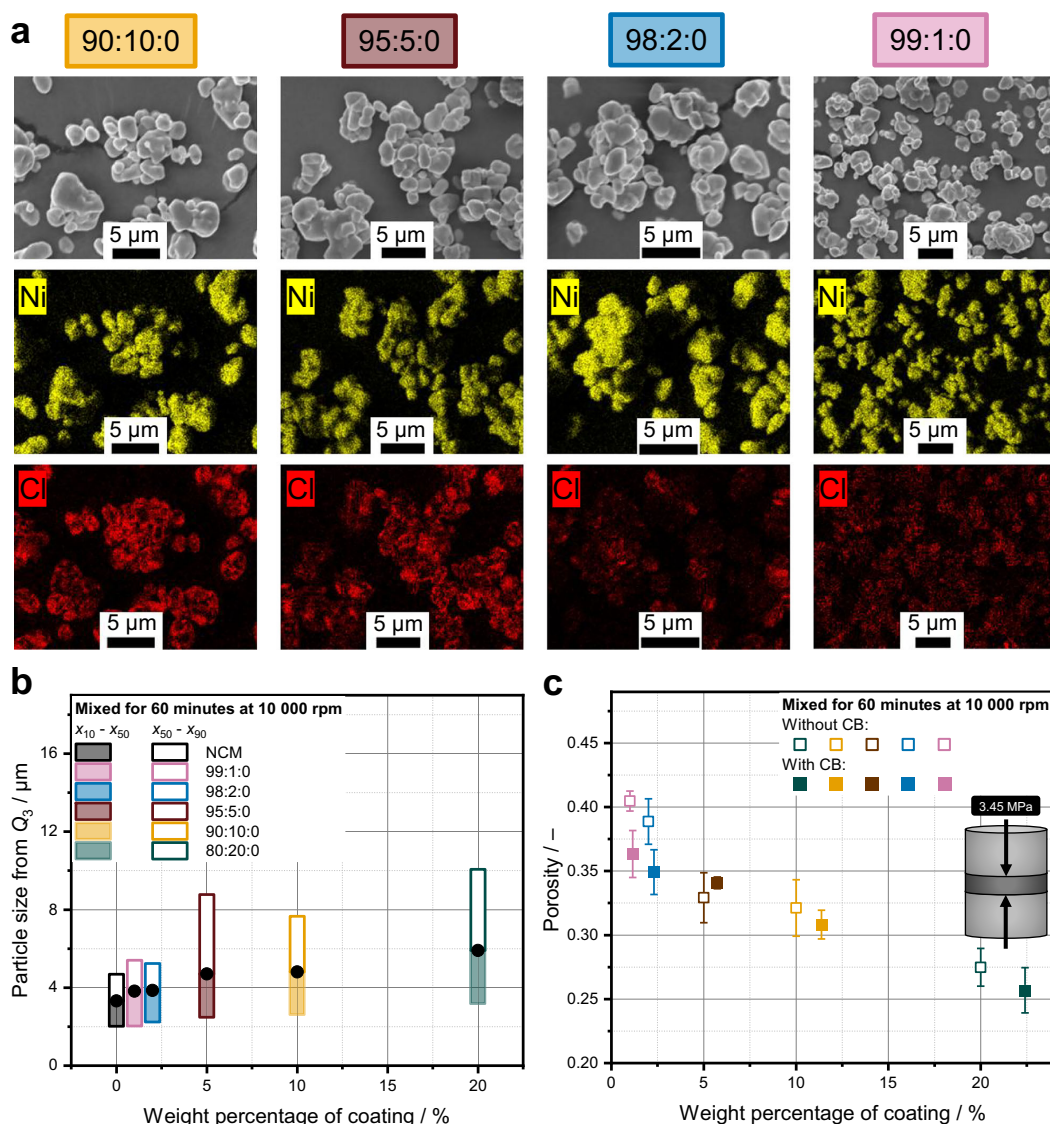 a
90:10:0 95:5:0 98:2:0 99:1:0
5 µm 5 µm 5 µm 5 µm
Ni Ni Ni Ni
5 µm 5 µm 5 µm 5 µm
Cl Cl Cl Cl
5 µm 5 µm 5 µm 5 µm
b
Mixed for 60 minutes at 10 000 rpm
x10 - x50 x50 - x90
NCM
99:1:0
98:2:0
95:5:0
90:10:0
80:20:0
Particle size from Q3 / µm
16
12
8
4
0
0 5 10 15 20
Weight percentage of coating / %
c
Mixed for 60 minutes at 10 000 rpm
Without CB:
With CB:
3.45 MPa
Porosity / –
0.45
0.40
0.35
0.30
0.25
0.20
0 5 10 15 20
Weight percentage of coating / %